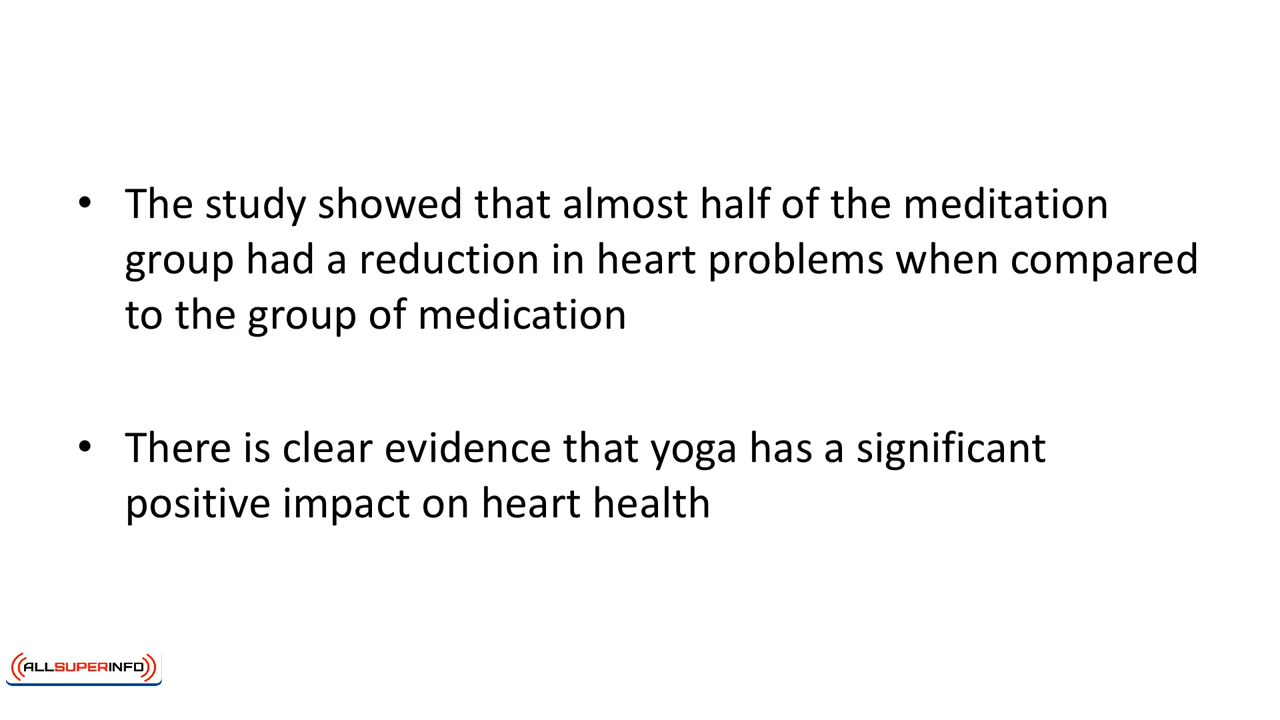 • The study showed that almost half of the meditation
group had a reduction in heart problems when compared
to the group of medication
• There is clear evidence that yoga has a significant
positive impact on heart health
ALLSUPERINFO